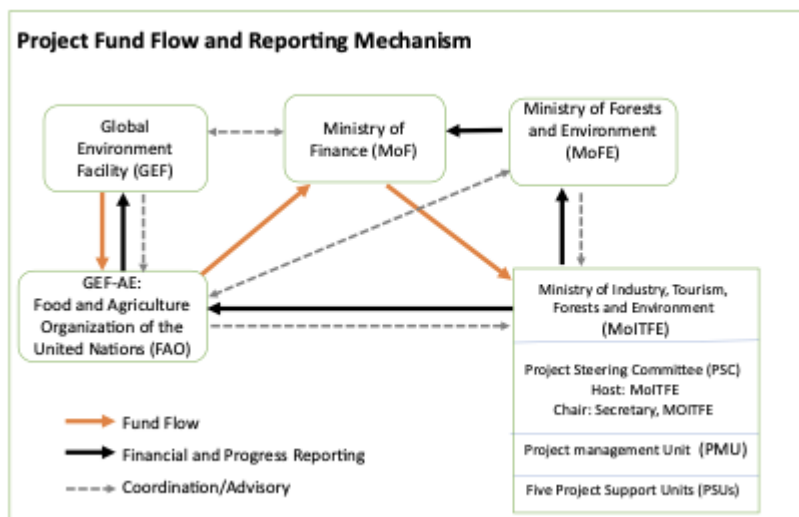 Project Fund Flow and Reporting Mechanism
Global
Environment
Facility (GEF)
Ministry of
Finance (MoF)
Ministry of Forests
and Environment
(MoFE)
GEF-AE:
Food and Agriculture
Organization of the
United Nations (FAO)
Ministry of Industry, Tourism,
Forests and Environment
(MoITFE)
Project Steering Committee (PSC)
Host: MoITFE
Chair: Secretary, MOITFE
Project management Unit (PMU)
Five Project Support Units (PSUs)
Fund Flow
Financial and Progress Reporting
Coordination/Advisory